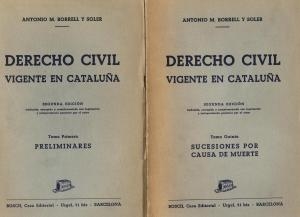 ANTONIO M. BORRELL Y SOLER
DERECHO CIVIL
VIGENTE EN CATALUÑA
SEGUNDA EDICIÓN
Tomo Primero
PRELIMINARES
BOSCH, Casa Editorial - Urgel, 51 bis - BARCELONA
ANTONIO M. BORRELL Y SOLER
DERECHO CIVIL
VIGENTE EN CATALUÑA
SEGUNDA EDICIÓN
Tomo Quinto
SUCESIONES POR
CAUSA DE MUERTE
BOSCH, Casa Editorial - Urgel, 51 bis - BARCELONA